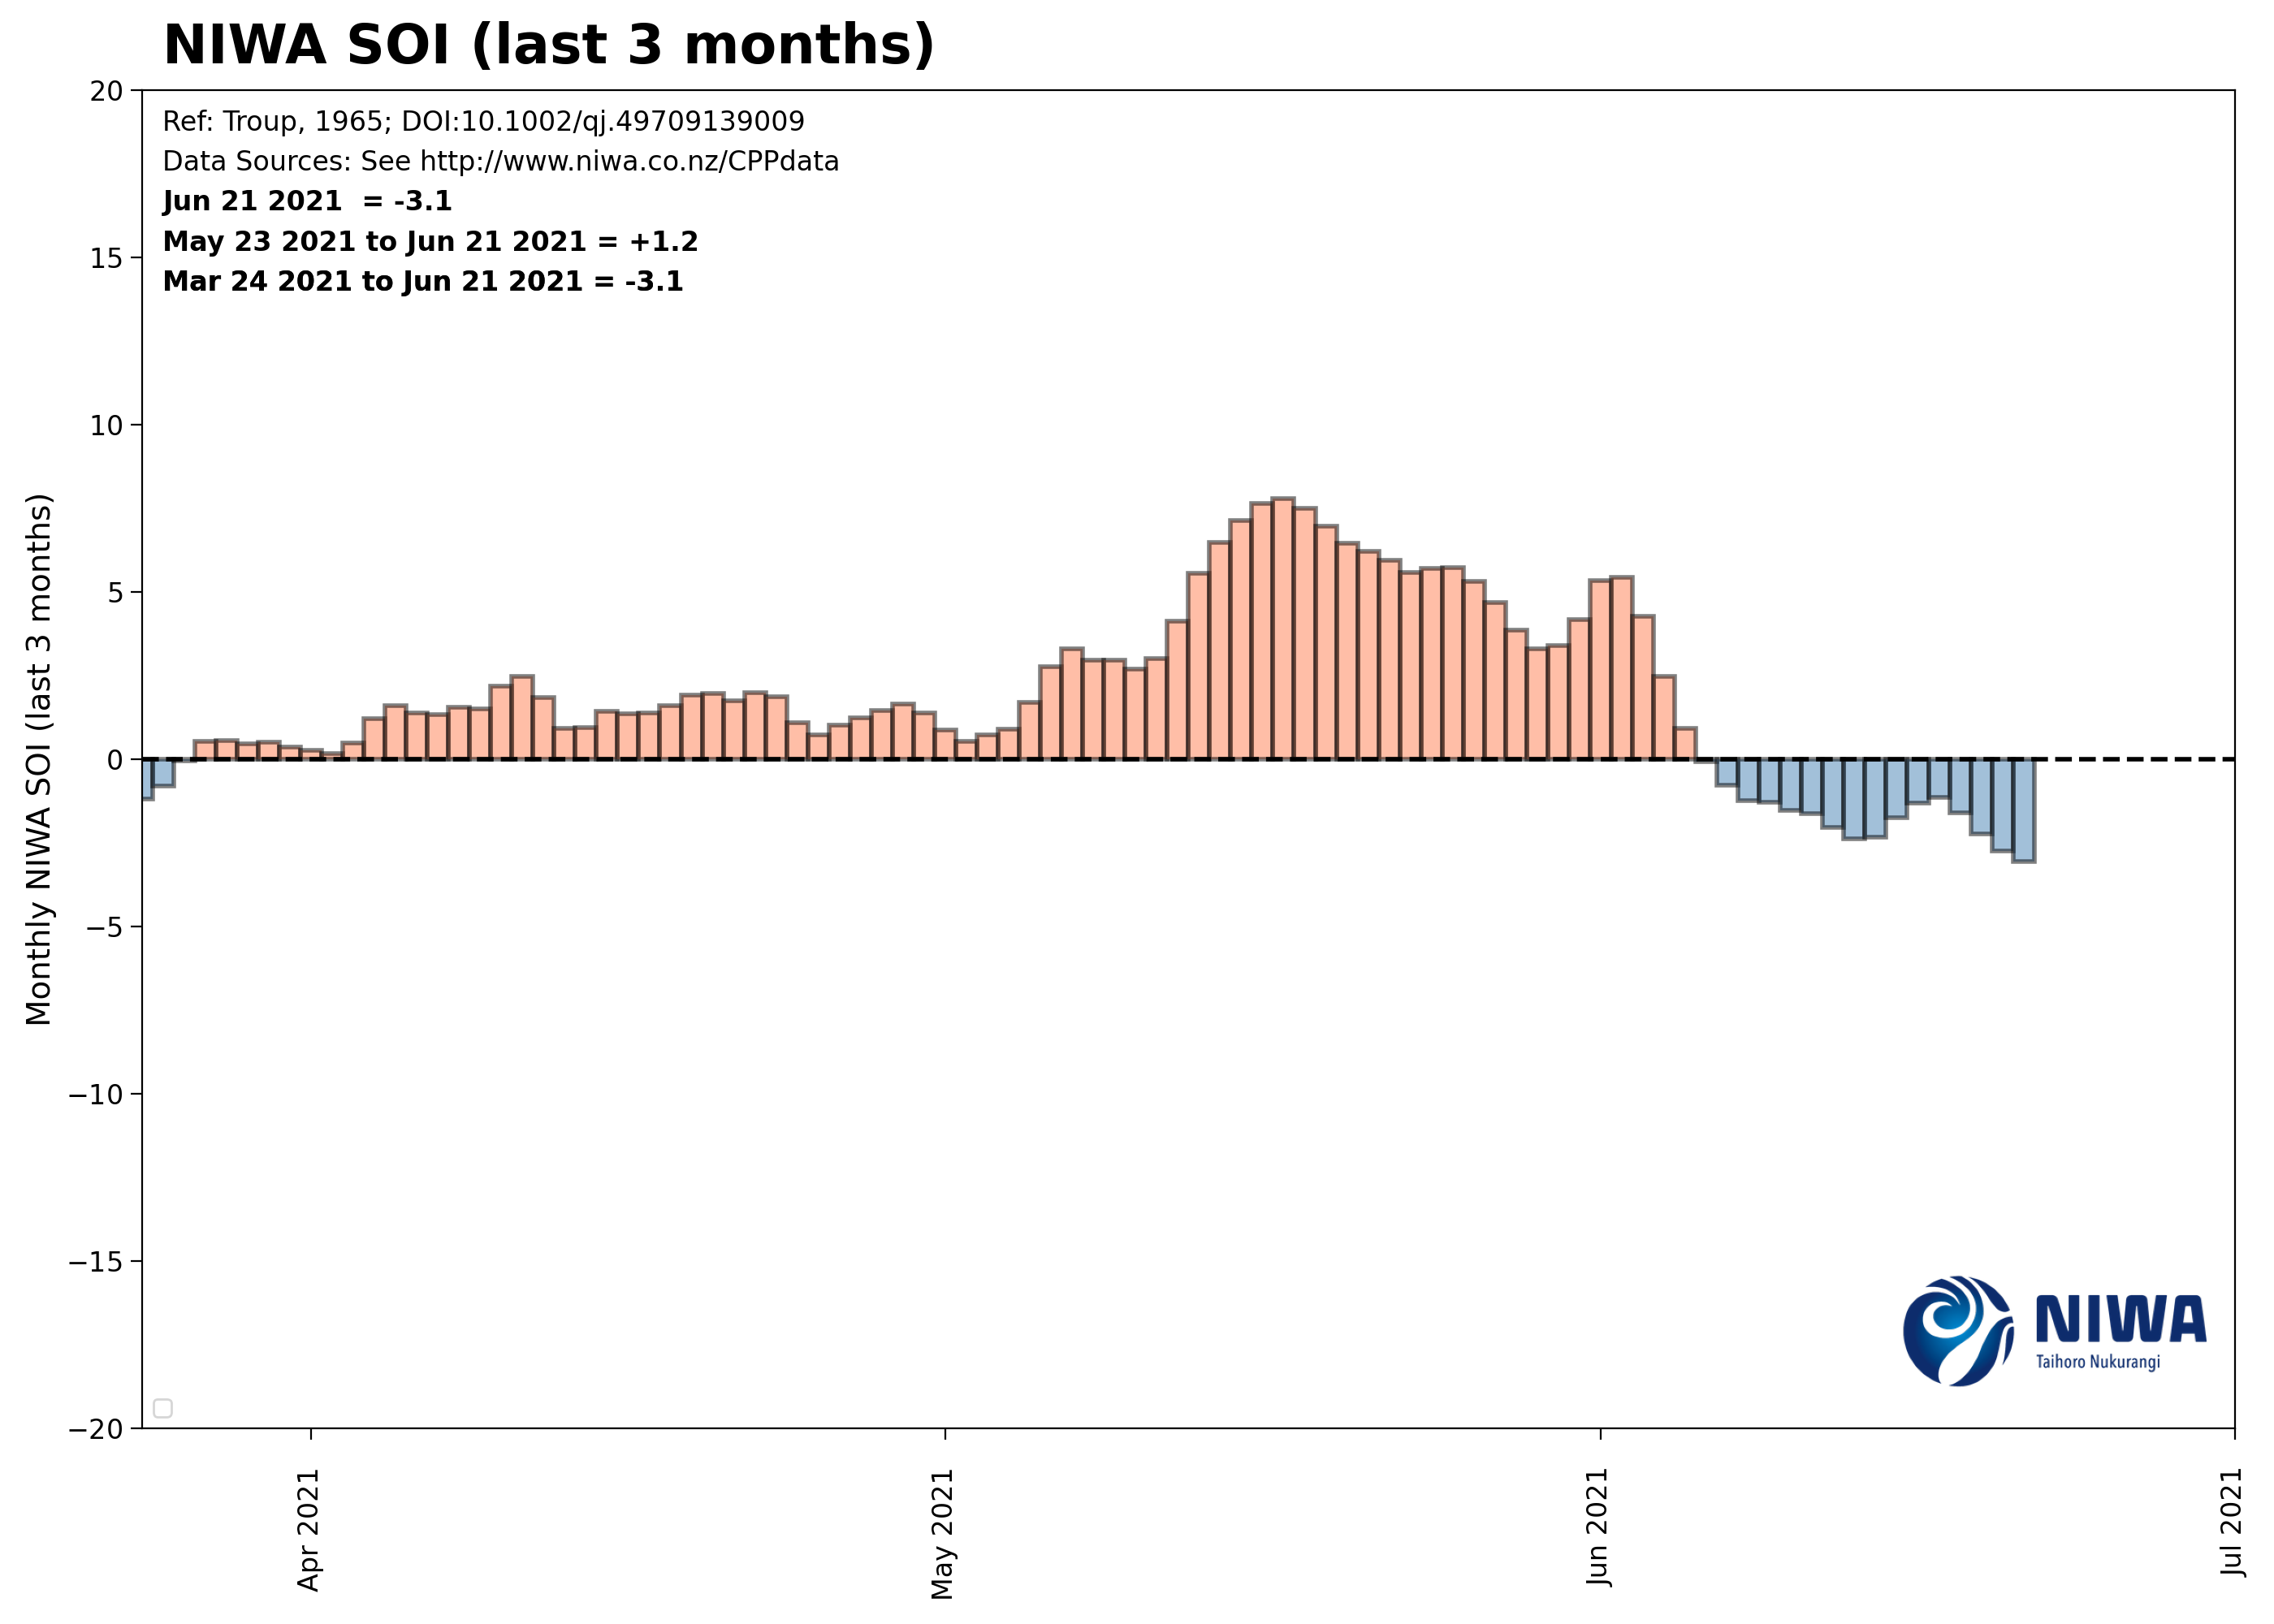 NIWA SOI (last 3 months)
Ref: Troup, 1965; DOI:10.1002/qj.49709139009
Data Sources: See http://www.niwa.co.nz/CPPdata
Jun 21 2021  = -3.1
May 23 2021 to Jun 21 2021 = +1.2
Mar 24 2021 to Jun 21 2021 = -3.1
Monthly NIWA SOI (last 3 months)
20
15
10
5
0
−5
−10
−15
−20
Apr 2021
May 2021
Jun 2021
Jul 2021
NIWA
Taihoro Nukurangi